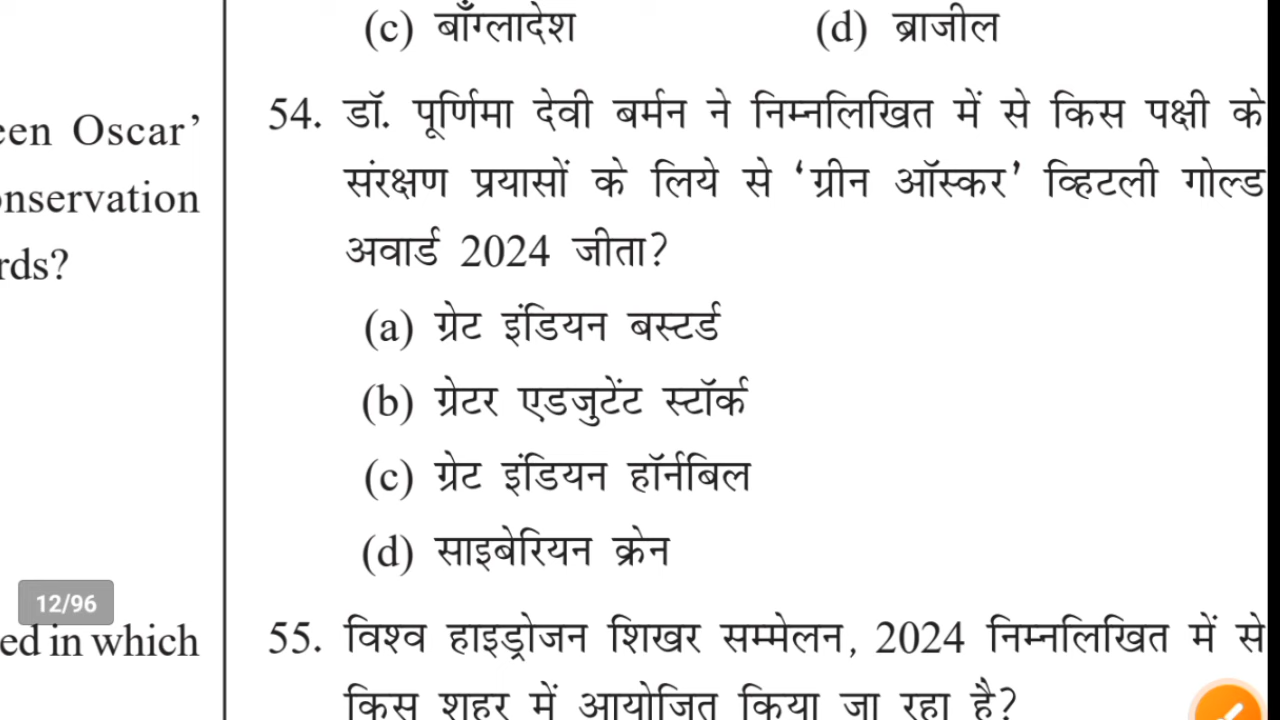 (c) बाँग्लादेश (d) ब्राजील
54. डॉ. पूर्णिमा देवी बर्मन ने निम्नलिखित में से किस पक्षी के
een Oscar’
संरक्षण प्रयासों के लिये से ‘ग्रीन ऑस्कर’ व्हिटली गोल्ड
onservation
अवार्ड 2024 जीता?
rds?
(a) ग्रेट इंडियन बस्टर्ड
(b) ग्रेटर एडजुटेंट स्टॉर्क
(c) ग्रेट इंडियन हॉर्नबिल
(d) साइबेरियन क्रेन
12/96
ed in which
55. विश्व हाइड्रोजन शिखर सम्मेलन, 2024 निम्नलिखित में से
किस शहर में आयोजित किया जा रहा है?